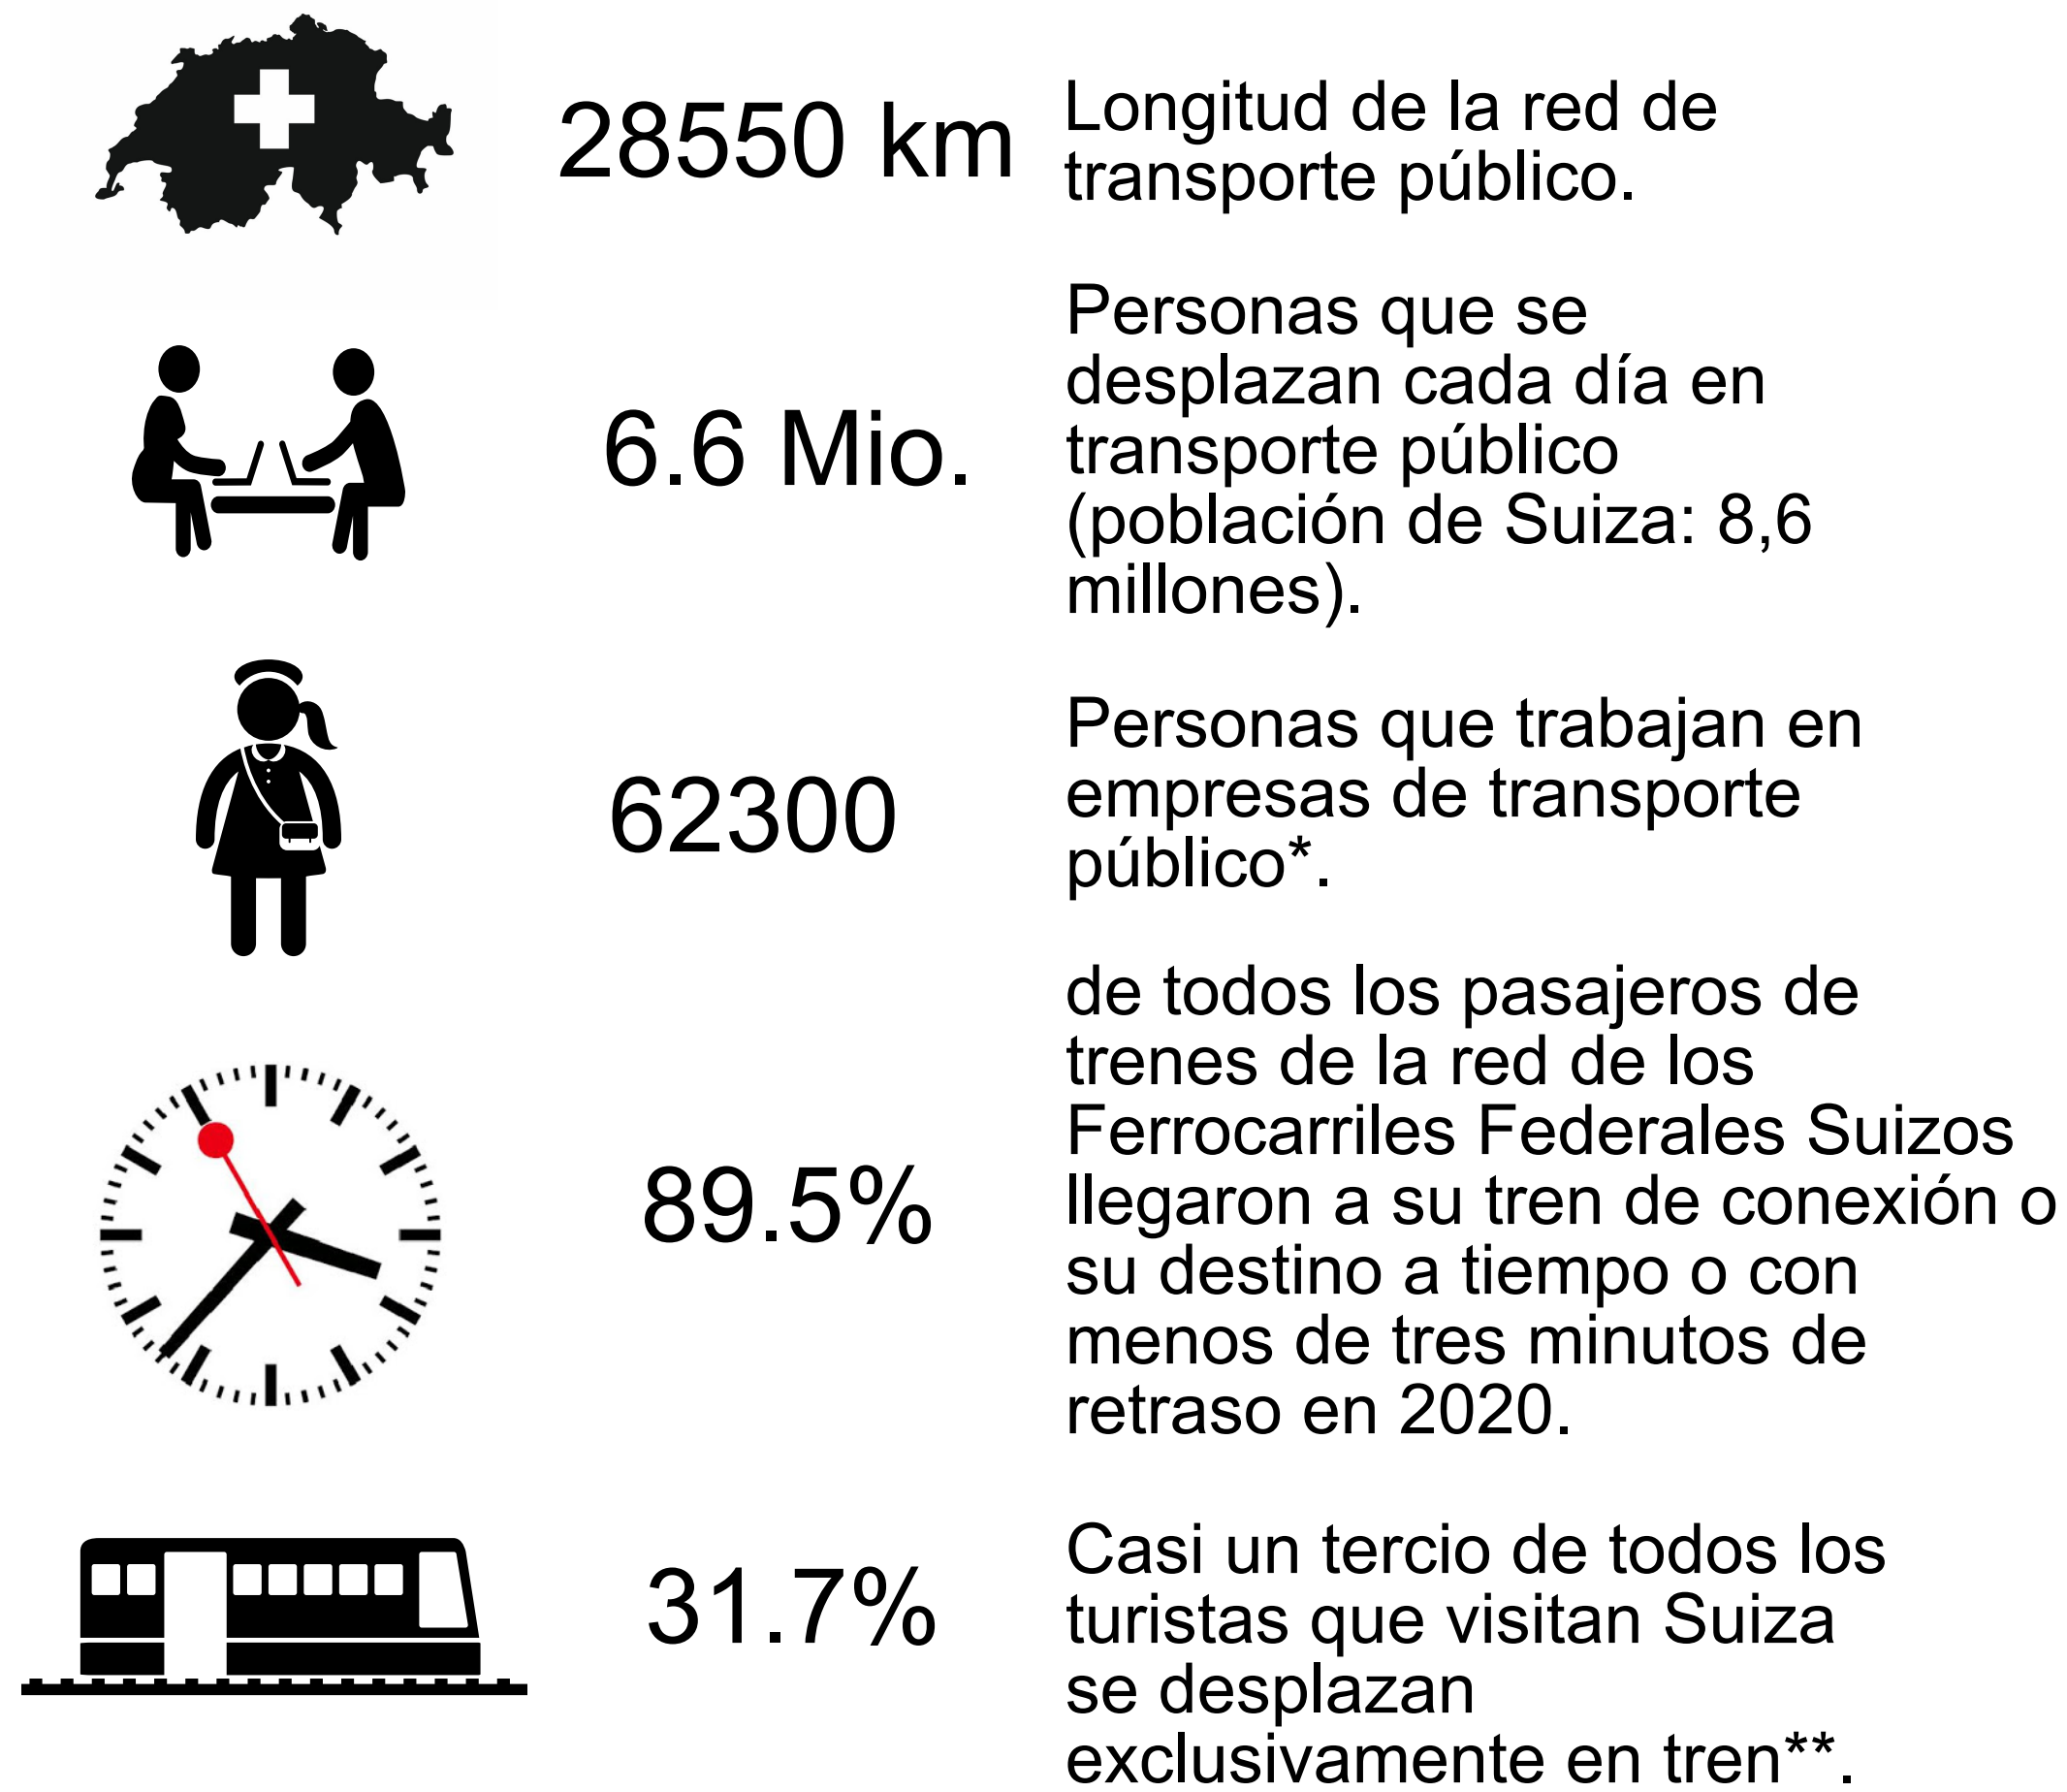 28550 km
Longitud de la red de
transporte público.
6.6 Mio.
Personas que se
desplazan cada día en
transporte público
(población de Suiza: 8,6
millones).
62300
Personas que trabajan en
empresas de transporte
público*.
89.5%
de todos los pasajeros de
trenes de la red de los
Ferrocarriles Federales Suizos
llegaron a su tren de conexión o
su destino a tiempo o con
menos de tres minutos de
retraso en 2020.
31.7%
Casi un tercio de todos los
turistas que visitan Suiza
se desplazan
exclusivamente en tren**.